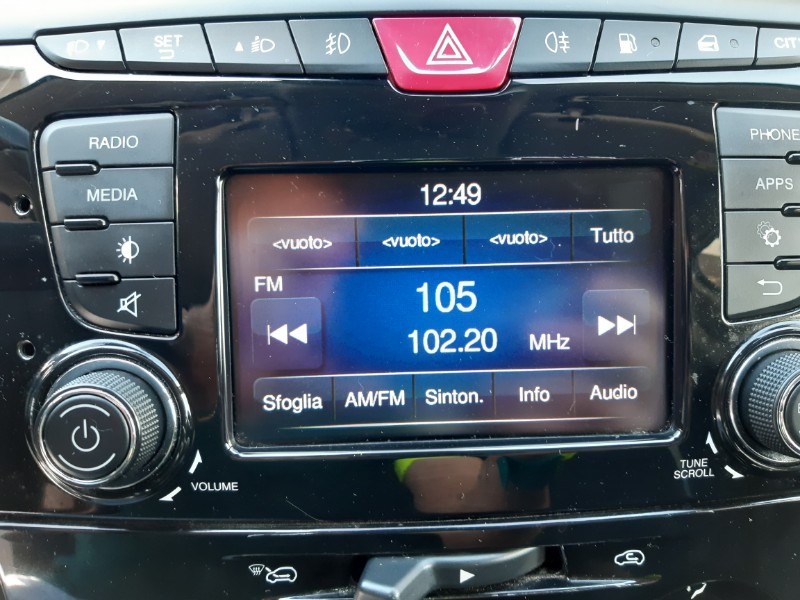 SET
CITY
RADIO
MEDIA
PHONE
APPS
12:49
<vuoto> <vuoto> <vuoto> Tutto
FM
105
102.20 MHz
Sfoglia AM/FM Sinton. Info Audio
VOLUME
TUNE
SCROLL